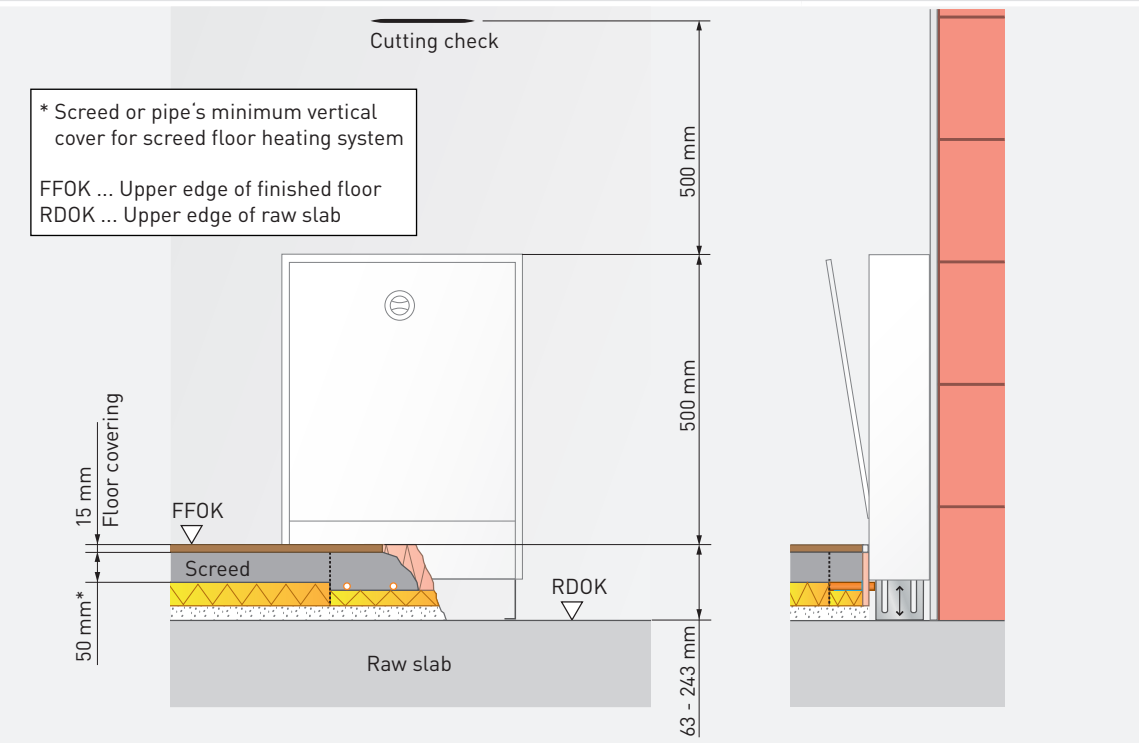 Cutting check
* Screed or pipe's minimum vertical
cover for screed floor heating system
FFOK ... Upper edge of finished floor
RDOK ... Upper edge of raw slab
500 mm
500 mm
15 mm
Floor covering
FFOK
Screed
50 mm*
RDOK
Raw slab
63 - 243 mm